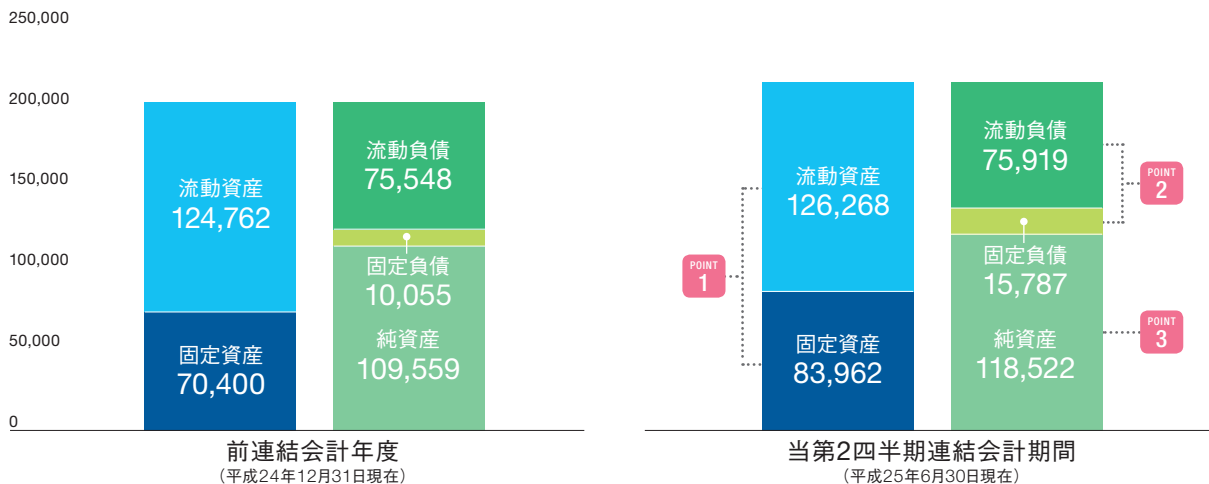 250,000
200,000
150,000
100,000
50,000
0
流動資産
124,762
固定資産
70,400
流動負債
75,548
固定負債
10,055
純資産
109,559
前連結会計年度
（平成24年12月31日現在）
POINT
1
流動資産
126,268
固定資産
83,962
流動負債
75,919
固定負債
15,787
純資産
118,522
POINT
2
POINT
3
当第2四半期連結会計期間
（平成25年6月30日現在）